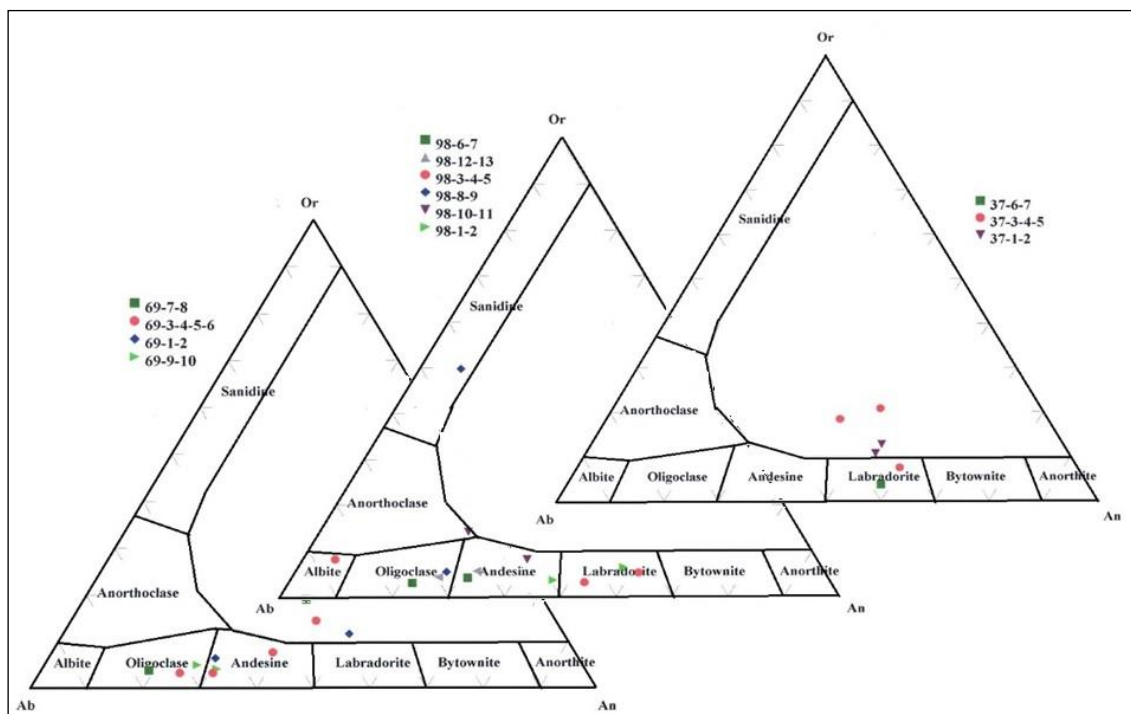 Or
69-7-8
69-3-4-5-6
69-1-2
69-9-10
Sanidine
Anorthoclase
Albite
Oligoclase
Andesine
Labradorite
Bytownite
Anorthite
Ab
An
Or
98-6-7
98-12-13
98-3-4-5
98-8-9
98-10-11
98-1-2
Sanidine
Anorthoclase
Albite
Oligoclase
Andesine
Labradorite
Bytownite
Anorthite
Ab
An
Or
37-6-7
37-3-4-5
37-1-2
Sanidine
Anorthoclase
Albite
Oligoclase
Andesine
Labradorite
Bytownite
Anorthite
Ab
An